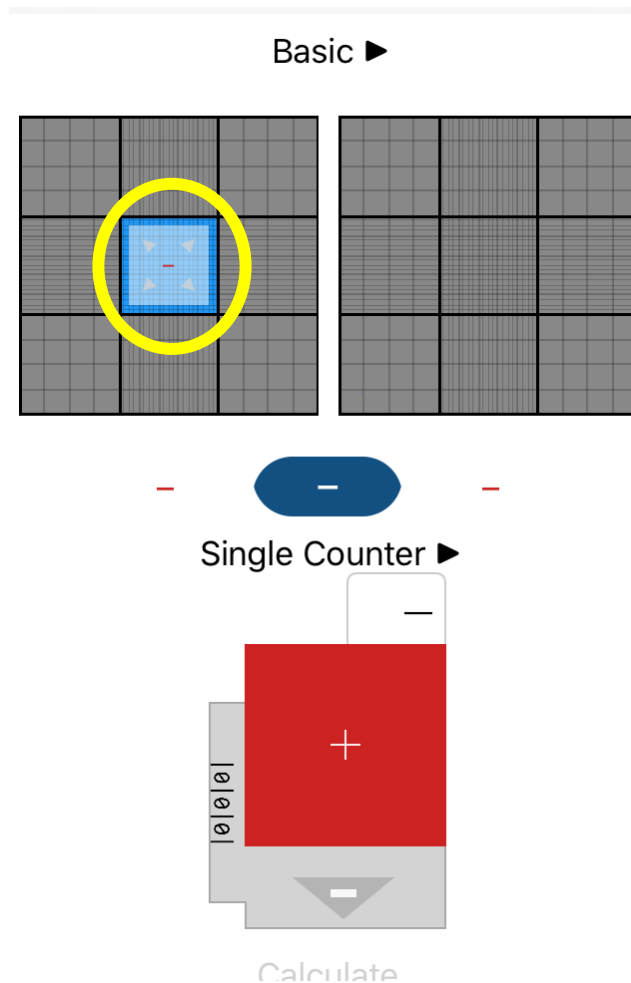 Basic ▶
–
– – –
Single Counter ▶
—
+
|0|0|0|
–
Calculate